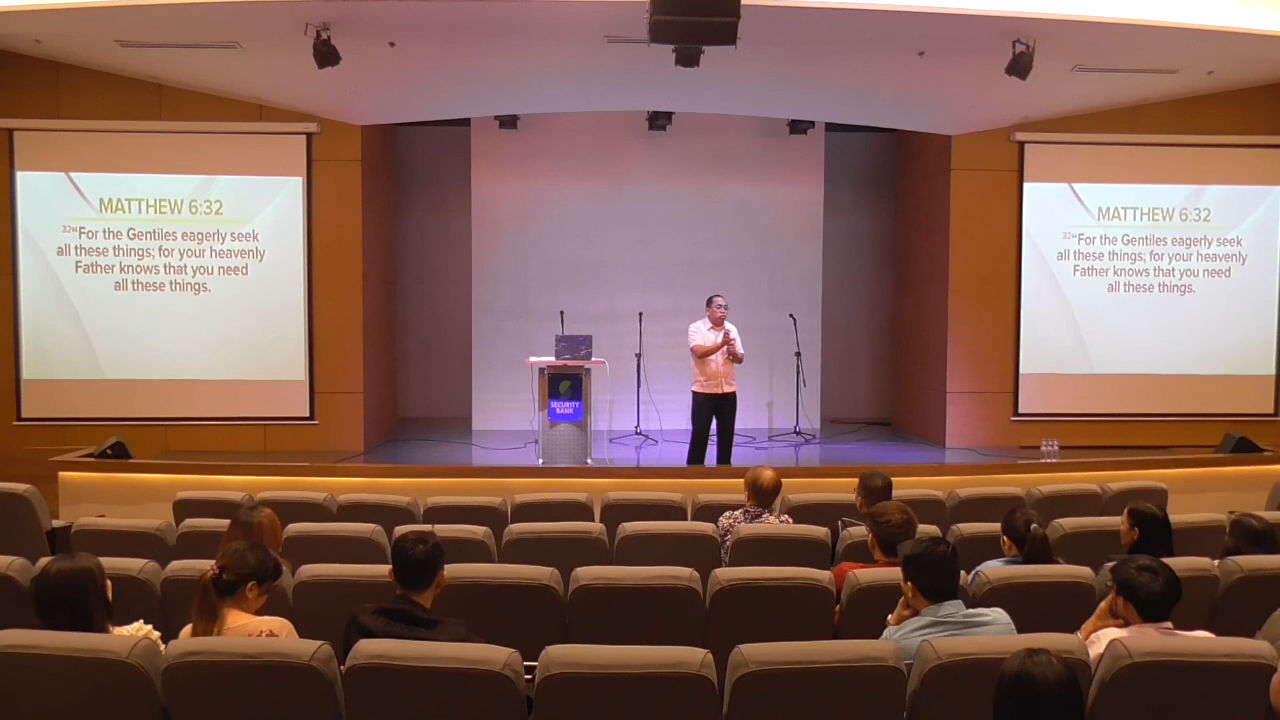 MATTHEW 6:32
32“For the Gentiles eagerly seek
all these things; for your heavenly
Father knows that you need
all these things.
SECURITY
BANK
MATTHEW 6:32
32“For the Gentiles eagerly seek
all these things; for your heavenly
Father knows that you need
all these things.